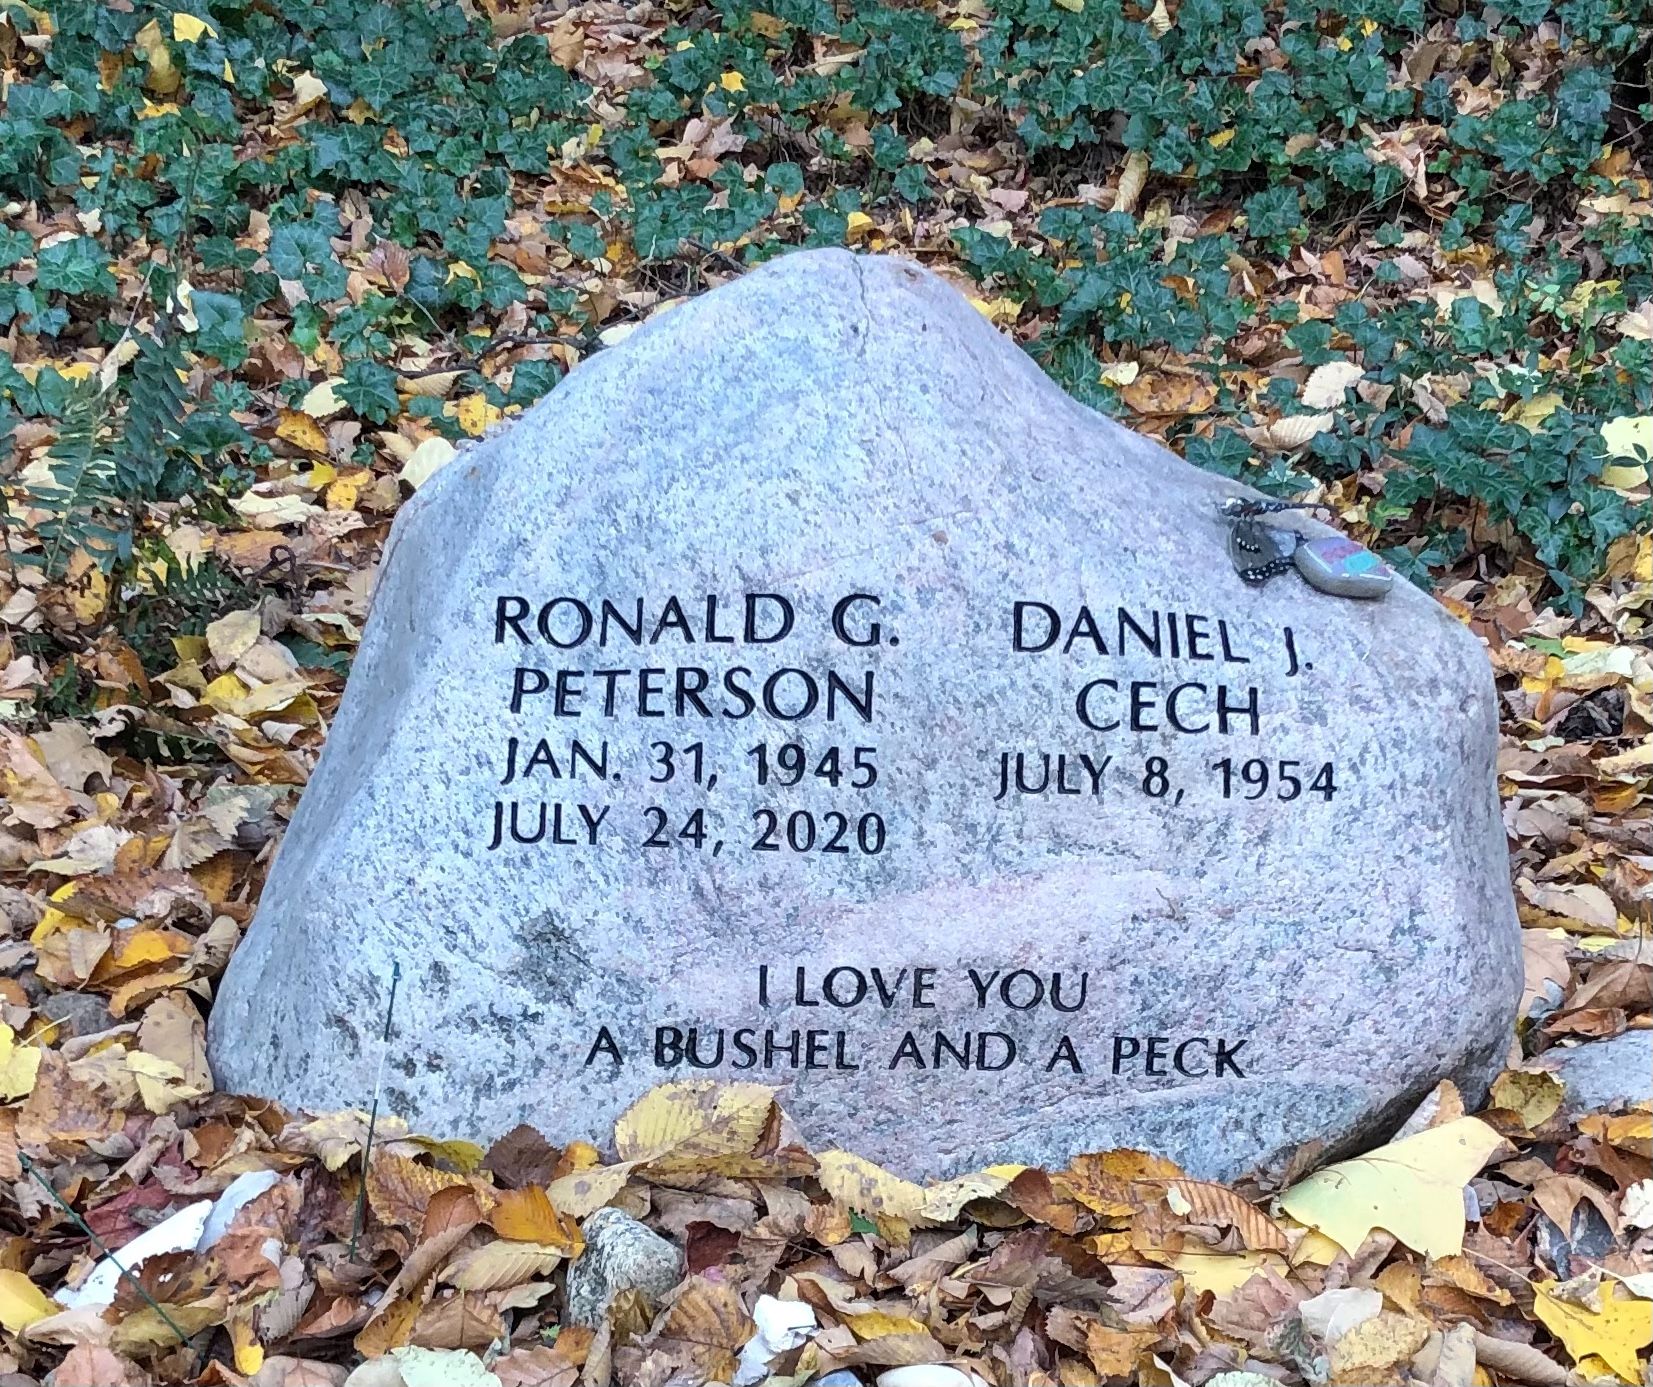 RONALD G.
PETERSON
JAN. 31, 1945
JULY 24, 2020
DANIEL J.
CECH
JULY 8, 1954
I LOVE YOU
A BUSHEL AND A PECK